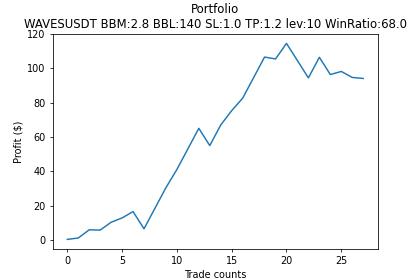 Portfolio
WAVESUSDT BBM:2.8 BBL:140 SL:1.0 TP:1.2 lev:10 WinRatio:68.0
120
100
80
60
40
20
0
Profit ($)
0 5 10 15 20 25
Trade counts